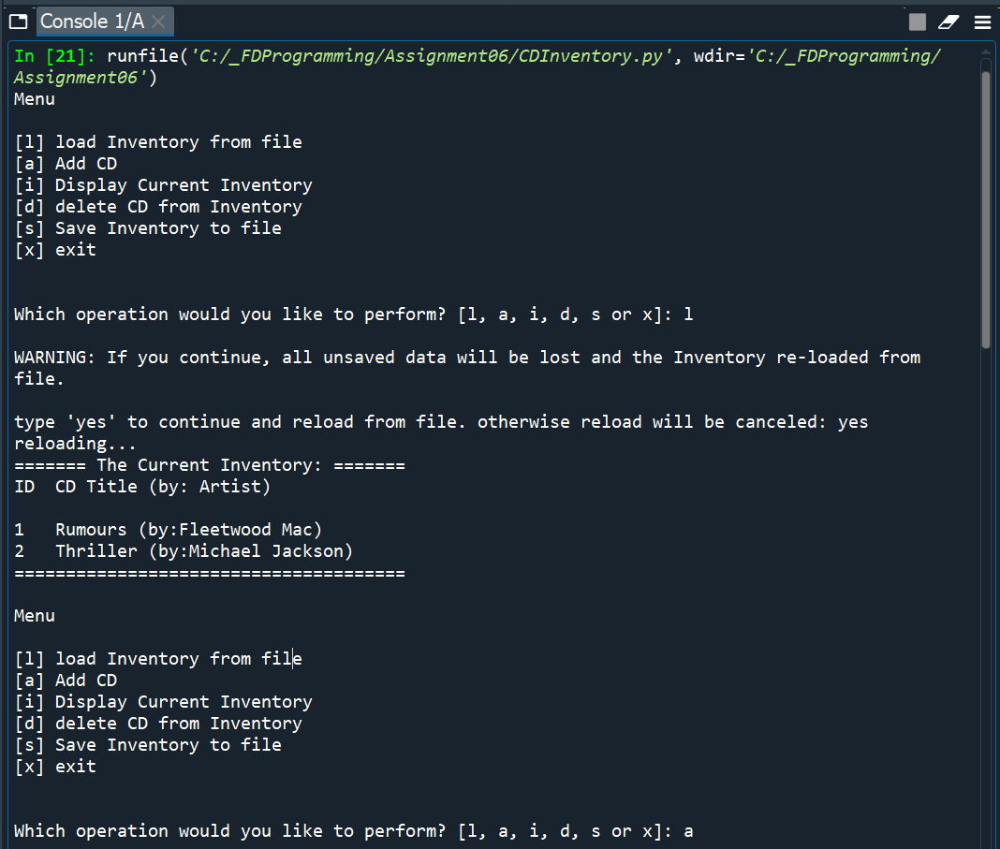 Console 1/A
In [21]: runfile('C:/_FDProgramming/Assignment06/CDInventory.py', wdir='C:/_FDProgramming/
Assignment06')
Menu
[l] load Inventory from file
[a] Add CD
[i] Display Current Inventory
[d] delete CD from Inventory
[s] Save Inventory to file
[x] exit
Which operation would you like to perform? [l, a, i, d, s or x]: l
WARNING: If you continue, all unsaved data will be lost and the Inventory re-loaded from
file.
type 'yes' to continue and reload from file. otherwise reload will be canceled: yes
reloading...
======= The Current Inventory: =======
ID  CD Title (by: Artist)
1   Rumours (by:Fleetwood Mac)
2   Thriller (by:Michael Jackson)
======================================
Menu
[l] load Inventory from file
[a] Add CD
[i] Display Current Inventory
[d] delete CD from Inventory
[s] Save Inventory to file
[x] exit
Which operation would you like to perform? [l, a, i, d, s or x]: a